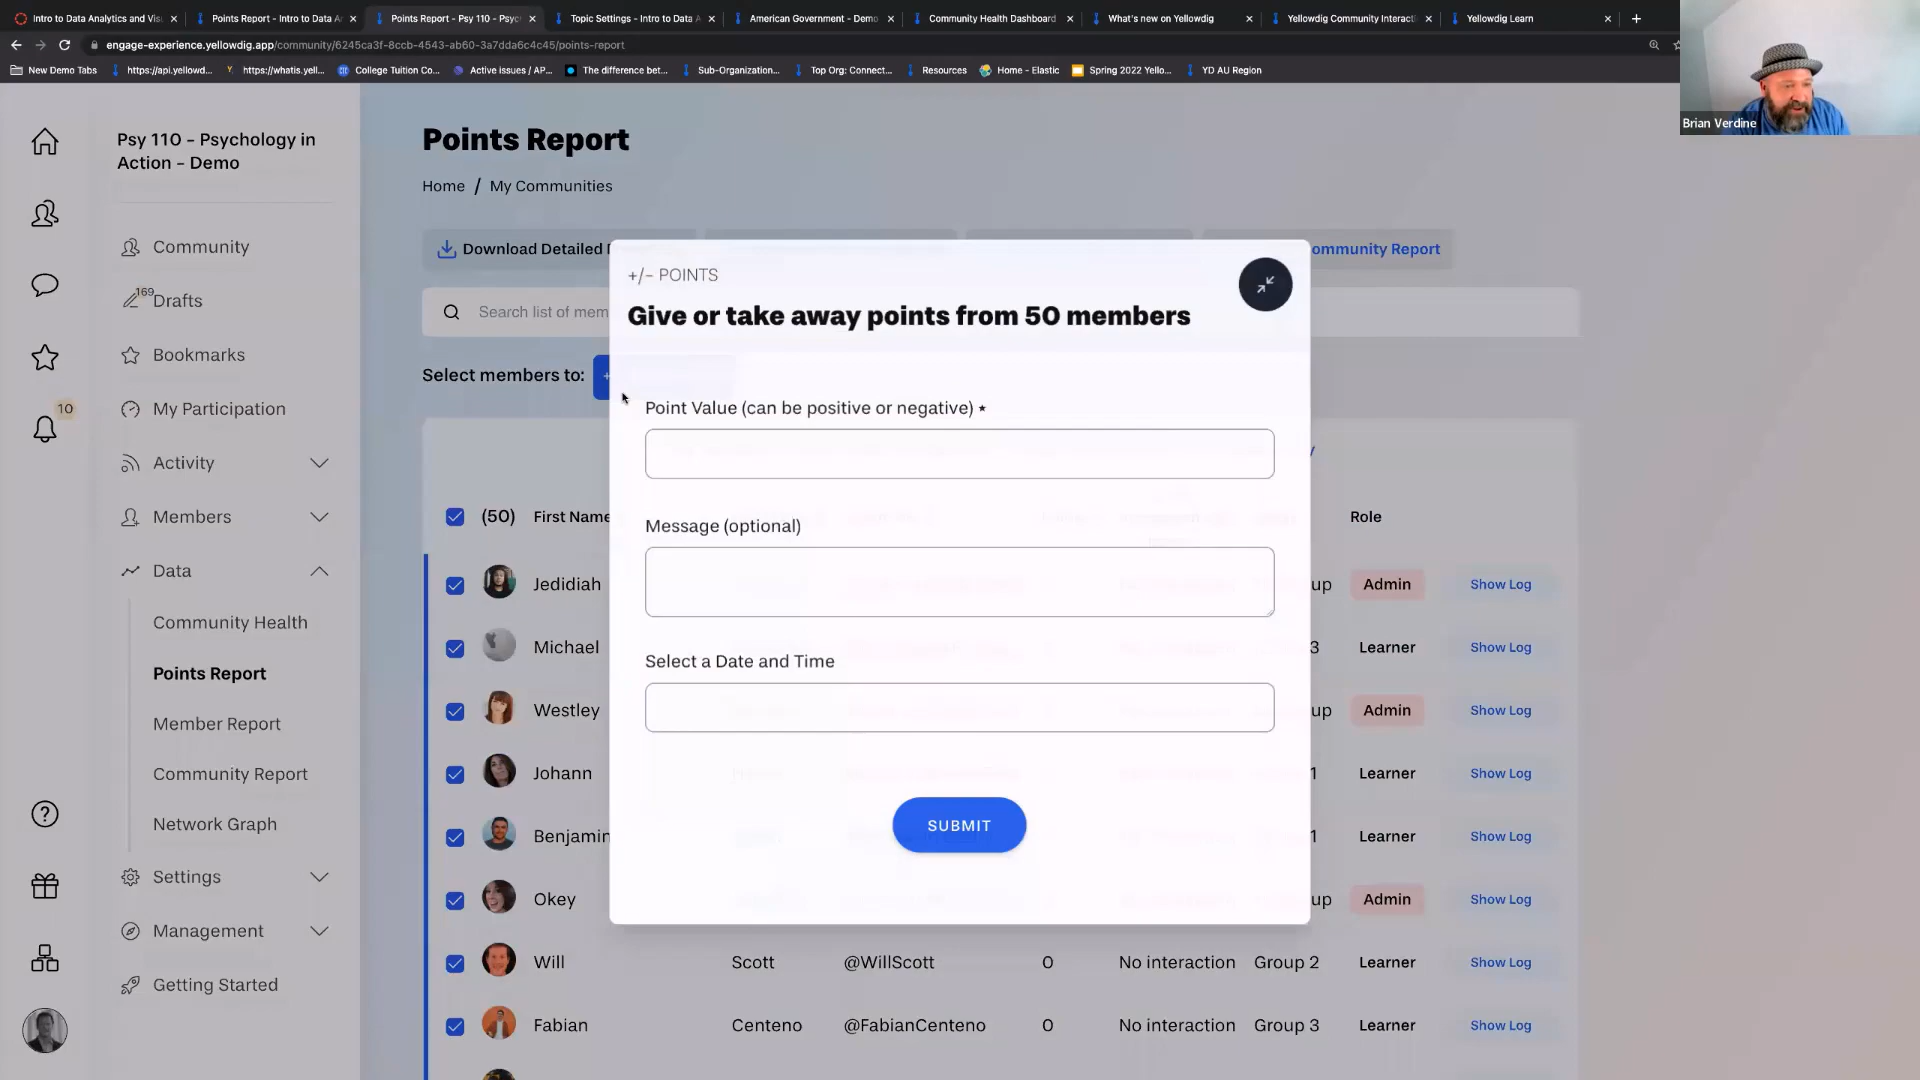 Intro to Data Analytics and Vis
Points Report - Intro to Data A
Points Report - Psy 110 - Psyc
Topic Settings - Intro to Data A
American Government - Demo
Community Health Dashboard
What's new on Yellowdig
Yellowdig Community Interacti
Yellowdig Learn
engage-experience.yellowdig.app/community/6245ca3f-8ccb-4543-ab60-3a7dda6c4c45/points-report
New Demo Tabs
https://api.yellowd...
https://whatis.yell...
College Tuition Co...
Active issues / AP...
The difference bet...
Sub-Organization...
Top Org: Connect...
Resources
Home - Elastic
Spring 2022 Yello...
YD AU Region
Brian Verdine
Psy 110 - Psychology in
Action - Demo
Community
169
Drafts
Bookmarks
My Participation
10
Activity
Members
Data
Community Health
Points Report
Member Report
Community Report
Network Graph
Settings
Management
Getting Started
Points Report
Home / My Communities
Download Detailed
ommunity Report
Search list of mem
Select members to:
+/- POINTS
Give or take away points from 50 members
Point Value (can be positive or negative) *
Message (optional)
Select a Date and Time
SUBMIT
(50) First Name Role
Jedidiah up Admin Show Log
Michael 3 Learner Show Log
Westley up Admin Show Log
Johann 1 Learner Show Log
Benjamin 1 Learner Show Log
Okey up Admin Show Log
Will Scott @WillScott 0 No interaction Group 2 Learner Show Log
Fabian Centeno @FabianCenteno 0 No interaction Group 3 Learner Show Log